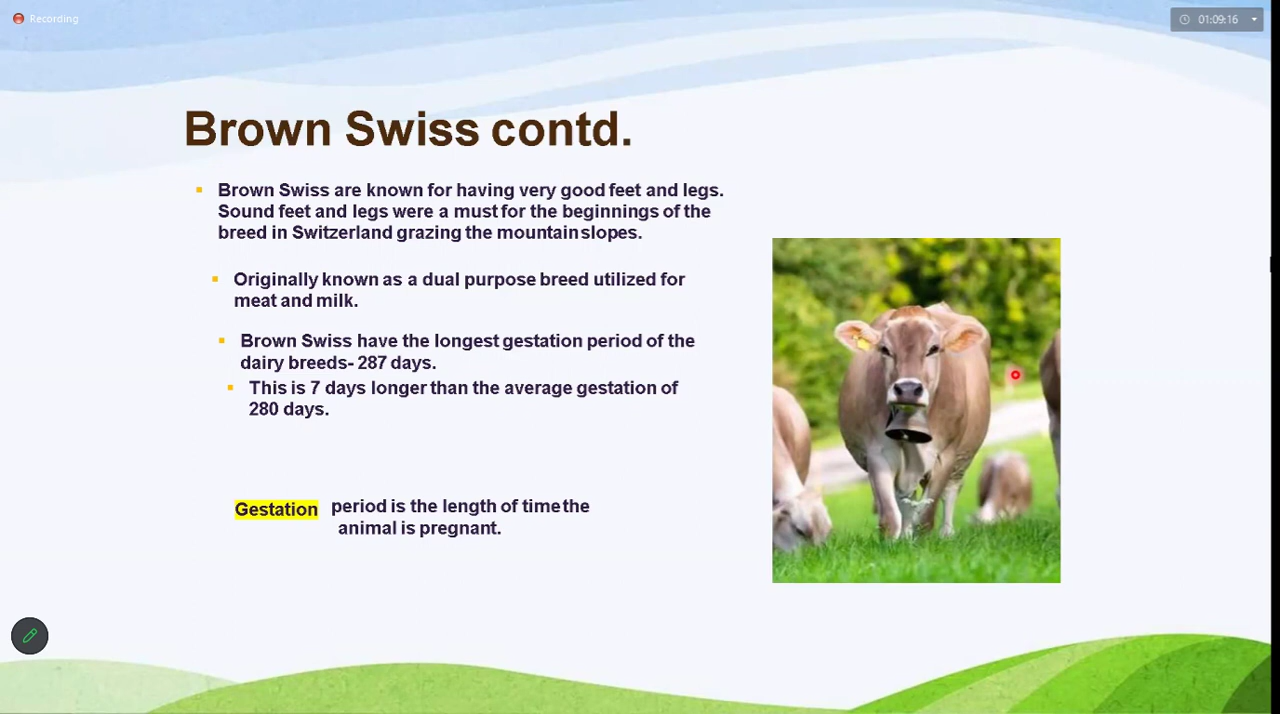 Recording
01:09:16
Brown Swiss contd.
Brown Swiss are known for having very good feet and legs.
Sound feet and legs were a must for the beginnings of the
breed in Switzerland grazing the mountain slopes.
Originally known as a dual purpose breed utilized for
meat and milk.
Brown Swiss have the longest gestation period of the
dairy breeds- 287 days.
This is 7 days longer than the average gestation of
280 days.
Gestation period is the length of time the
animal is pregnant.